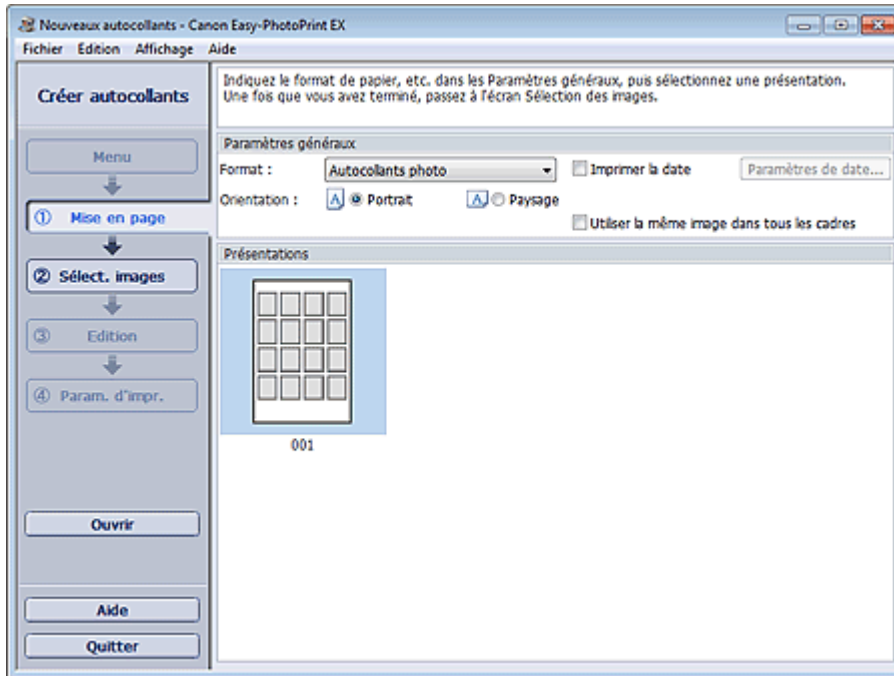 Nouveaux autocollants - Canon Easy-PhotoPrint EX
Fichier Edition Affichage Aide
Créer autocollants
Indiquez le format de papier, etc. dans les Paramètres généraux, puis sélectionnez une présentation.
Une fois que vous avez terminé, passez à l'écran Sélection des images.
Menu
① Mise en page
② Sélect. images
③ Edition
④ Param. d'impr.
Ouvrir
Aide
Quitter
Paramètres généraux
Format : Autocollants photo Imprimer la date Paramètres de date...
Orientation : A Portrait A Paysage
Utiliser la même image dans tous les cadres
Présentations
001